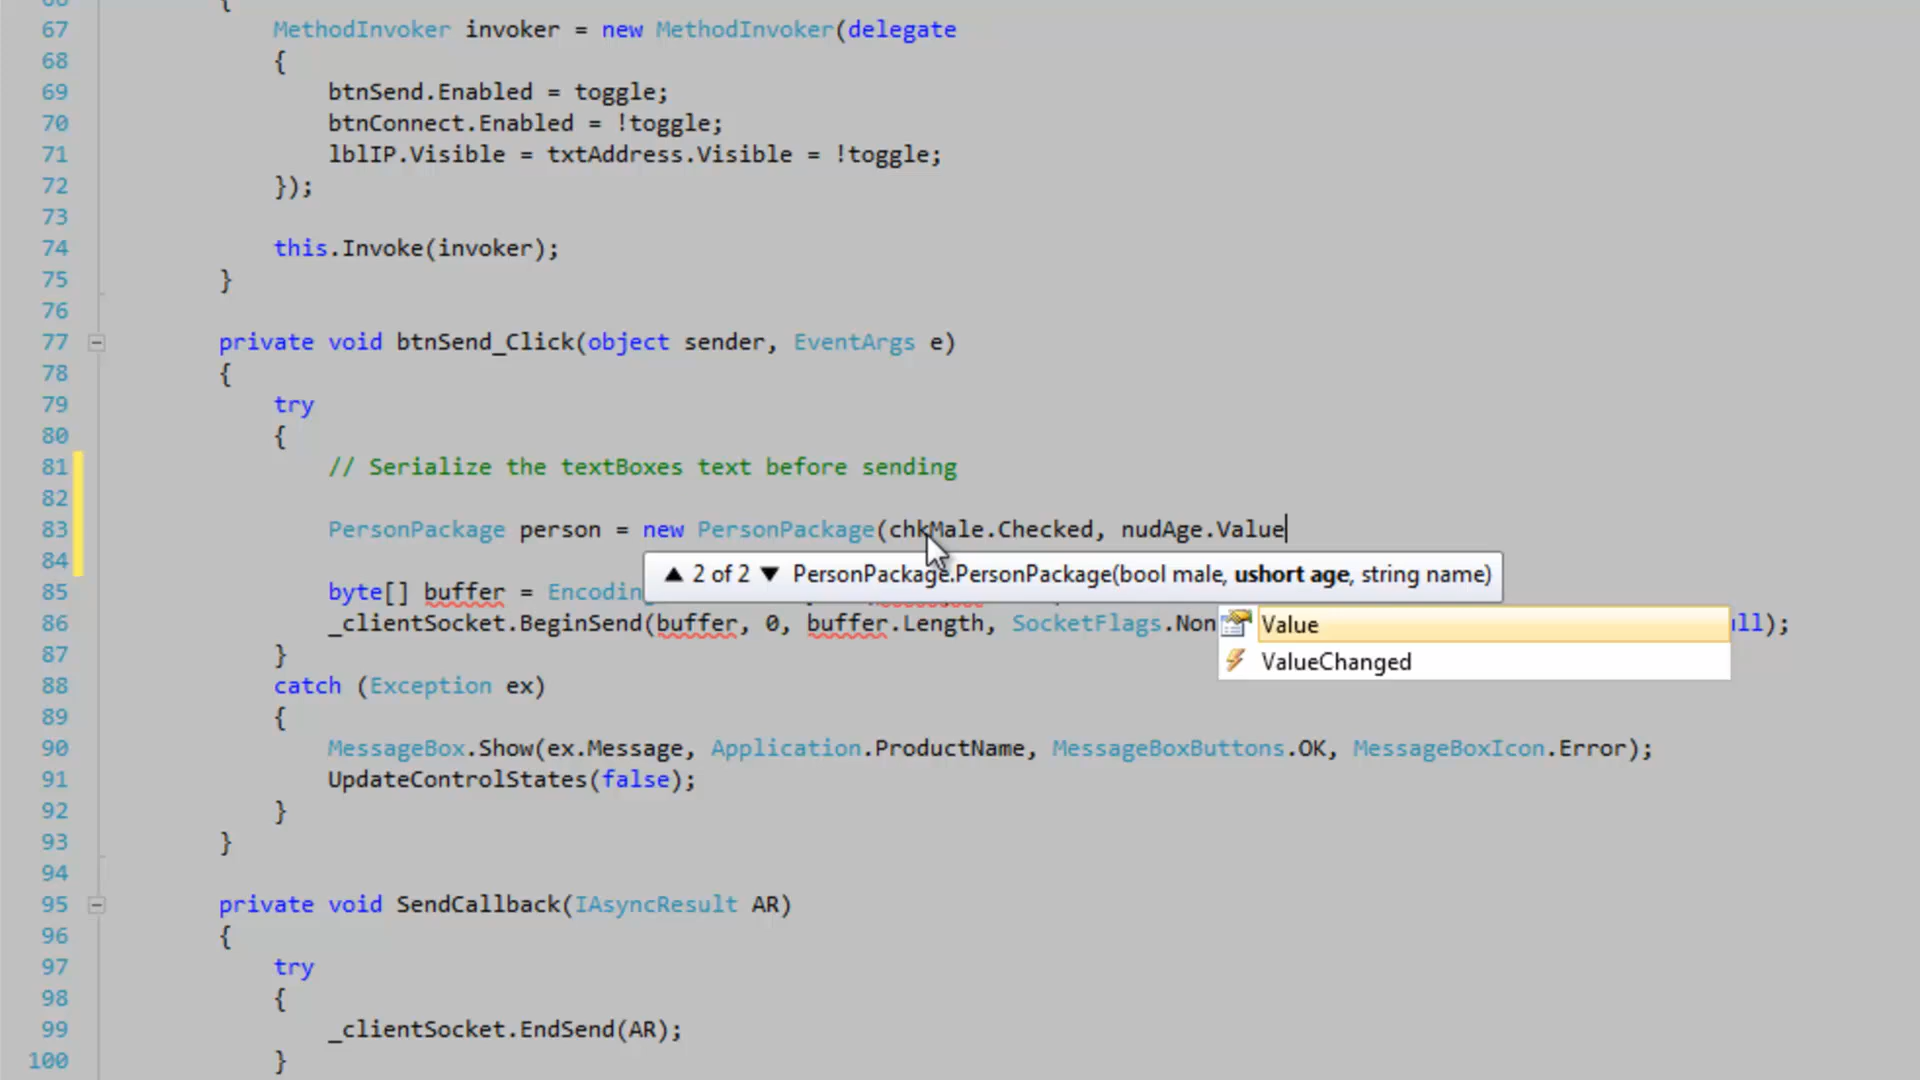 66 {
67 MethodInvoker invoker = new MethodInvoker(delegate
68 {
69 btnSend.Enabled = toggle;
70 btnConnect.Enabled = !toggle;
71 lblIP.Visible = txtAddress.Visible = !toggle;
72 });
73
74 this.Invoke(invoker);
75 }
76
77 private void btnSend_Click(object sender, EventArgs e)
78 {
79 try
80 {
81 // Serialize the textBoxes text before sending
82
83 PersonPackage person = new PersonPackage(chkMale.Checked, nudAge.Value
84 ▲ 2 of 2 ▼ PersonPackage.PersonPackage(bool male, ushort age, string name)
85 byte[] buffer = Encoding
86 _clientSocket.BeginSend(buffer, 0, buffer.Length, SocketFlags.Non Value ll);
87 } ValueChanged
88 catch (Exception ex)
89 {
90 MessageBox.Show(ex.Message, Application.ProductName, MessageBoxButtons.OK, MessageBoxIcon.Error);
91 UpdateControlStates(false);
92 }
93 }
94
95 private void SendCallback(IAsyncResult AR)
96 {
97 try
98 {
99 _clientSocket.EndSend(AR);
100 }